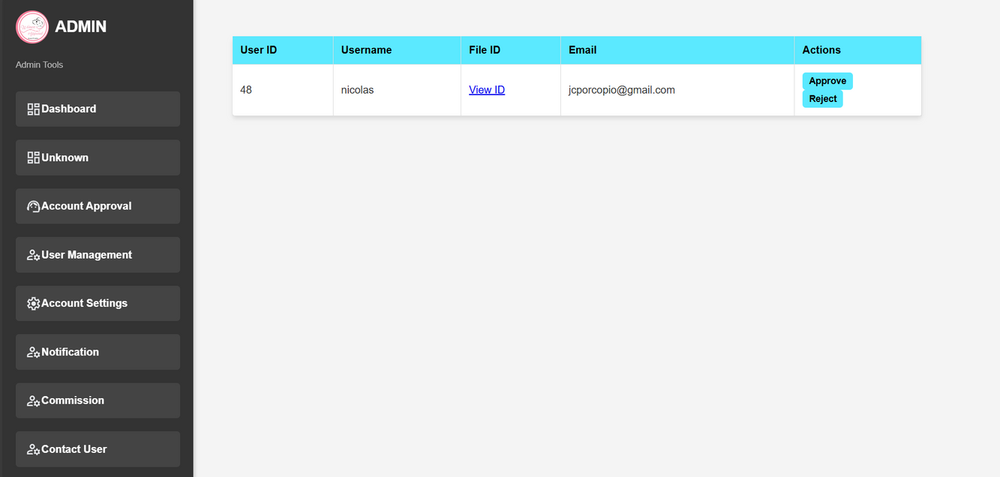 ADMIN
Admin Tools
Dashboard
Unknown
Account Approval
User Management
Account Settings
Notification
Commission
Contact User
User ID Username File ID Email Actions
48 nicolas View ID jcporcopio@gmail.com Approve
Reject